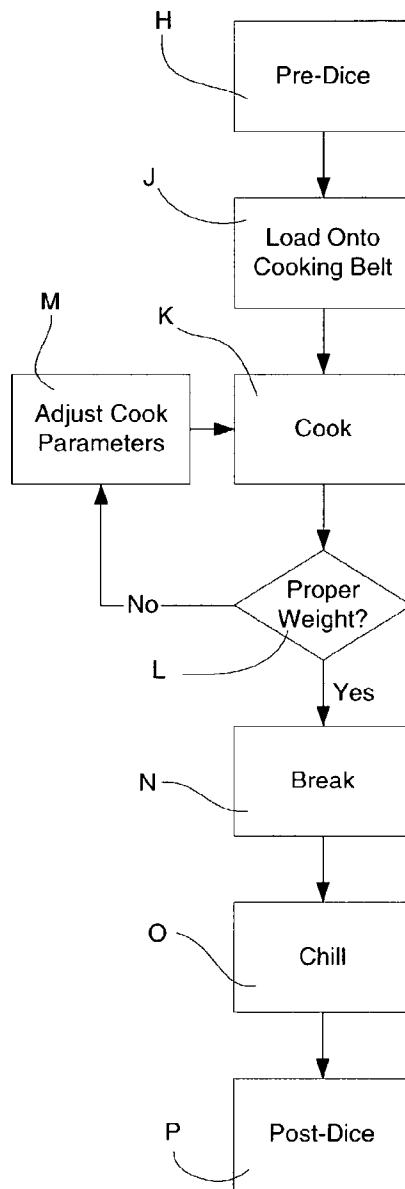 H
Pre-Dice
J
Load Onto
Cooking Belt
M
K
Adjust Cook
Parameters
Cook
No
Proper
Weight?
L
Yes
N
Break
O
Chill
P
Post-Dice